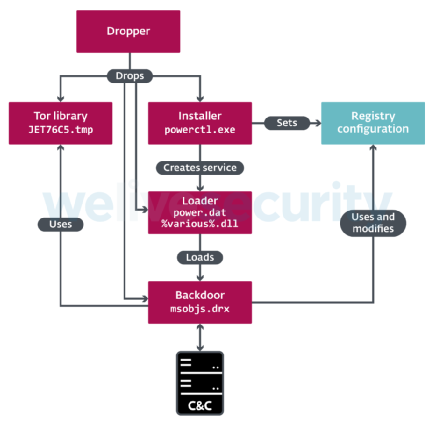 Dropper
Drops
Tor library
JET76C5.tmp
Installer
powerctl.exe
Sets
Registry
configuration
Creates service
welivesecurity
Loader
power.dat
%various%.dll
Uses
Uses and
modifies
Loads
Backdoor
msobjs.drx
C&C